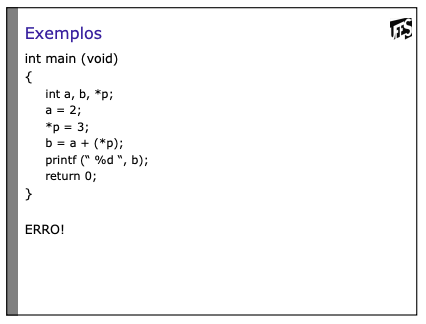 Exemplos
int main (void)
{
int a, b, *p;
a = 2;
*p = 3;
b = a + (*p);
printf (“ %d “, b);
return 0;
}
ERRO!